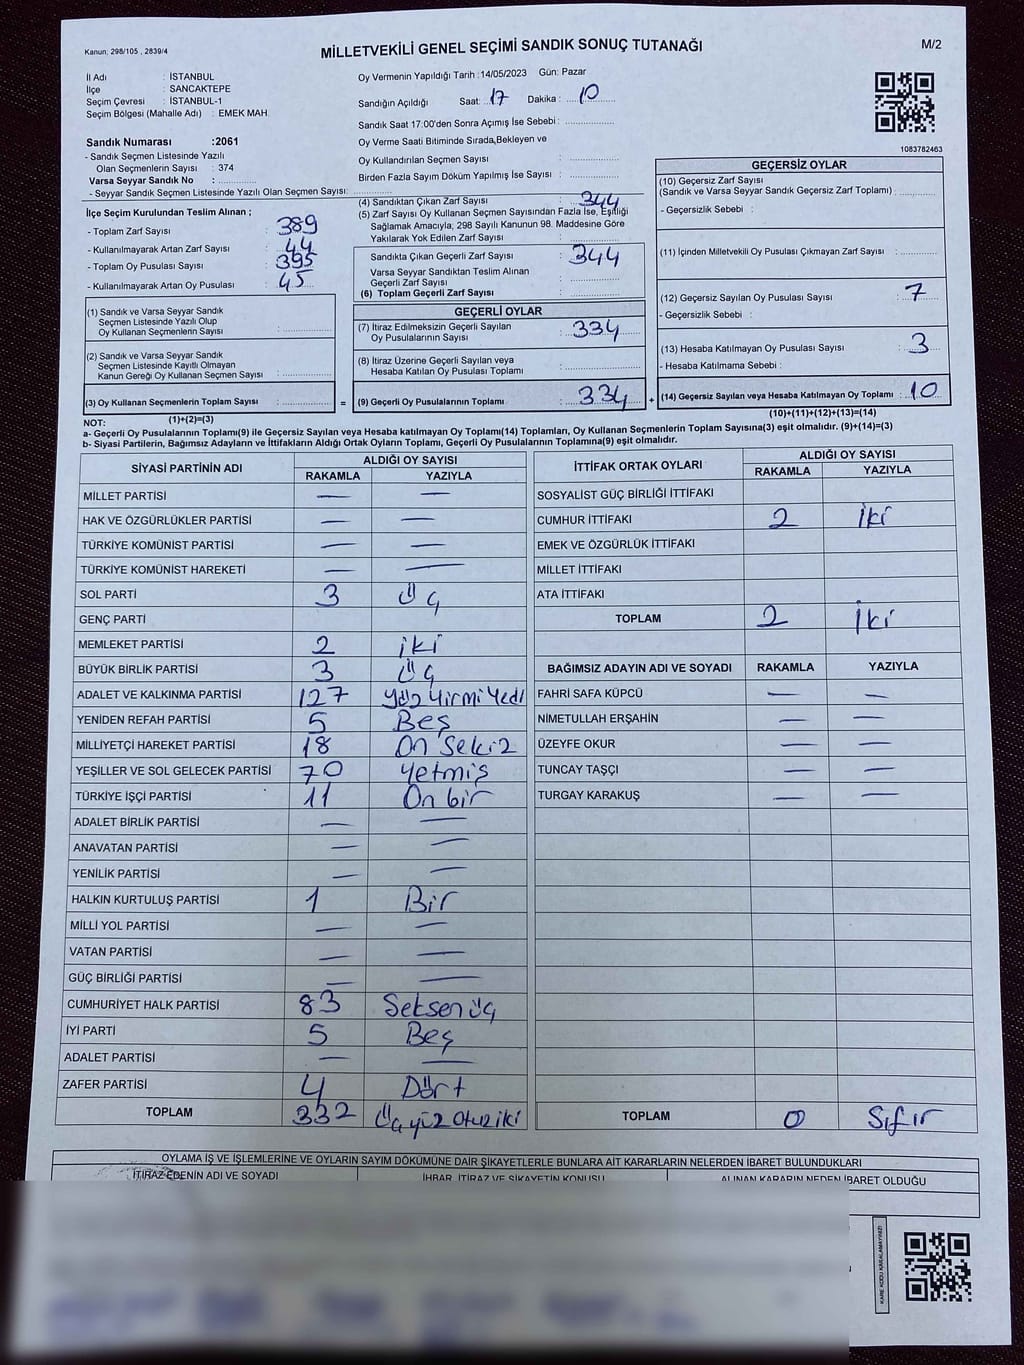 Kanun: 298/105 , 2839/4
MİLLETVEKİLİ GENEL SEÇİMİ SANDIK SONUÇ TUTANAĞI
M/2
İl Adı : İSTANBUL
İlçe : SANCAKTEPE
Seçim Çevresi : İSTANBUL-1
Seçim Bölgesi (Mahalle Adı) : EMEK MAH.
Sandık Numarası :2061
- Sandık Seçmen Listesinde Yazılı
Olan Seçmenlerin Sayısı : 374
Varsa Seyyar Sandık No :
- Seyyar Sandık Seçmen Listesinde Yazılı Olan Seçmen Sayısı:
Oy Vermenin Yapıldığı Tarih :14/05/2023 Gün: Pazar
Sandığın Açıldığı Saat: 17 Dakika : 10
Sandık Saat 17:00'den Sonra Açımış İse Sebebi :
Oy Verme Saati Bitiminde Sırada,Bekleyen ve
Oy Kullandırılan Seçmen Sayısı :
Birden Fazla Sayım Döküm Yapılmış İse Sayısı :
1083782463
İlçe Seçim Kurulundan Teslim Alınan ;
- Toplam Zarf Sayısı : 389
- Kullanılmayarak Artan Zarf Sayısı : 44
- Toplam Oy Pusulası Sayısı : 395
- Kullanılmayarak Artan Oy Pusulası : 45
(1) Sandık ve Varsa Seyyar Sandık
Seçmen Listesinde Yazılı Olup
Oy Kullanan Seçmenlerin Sayısı :
(2) Sandık ve Varsa Seyyar Sandık
Seçmen Listesinde Kayıtlı Olmayan
Kanun Gereği Oy Kullanan Seçmen Sayısı :
(3) Oy Kullanan Seçmenlerin Toplam Sayısı :
(1)+(2)=(3)
(4) Sandıktan Çıkan Zarf Sayısı : 344
(5) Zarf Sayısı Oy Kullanan Seçmen Sayısından Fazla İse, Eşitliği
Sağlamak Amacıyla; 298 Sayılı Kanunun 98. Maddesine Göre
Yakılarak Yok Edilen Zarf Sayısı :
Sandıkta Çıkan Geçerli Zarf Sayısı : 344
Varsa Seyyar Sandıktan Teslim Alınan
Geçerli Zarf Sayısı :
(6) Toplam Geçerli Zarf Sayısı :
GEÇERLİ OYLAR
(7) İtiraz Edilmeksizin Geçerli Sayılan
Oy Pusulalarının Sayısı : 334
(8) İtiraz Üzerine Geçerli Sayılan veya
Hesaba Katılan Oy Pusulası Toplamı :
= (9) Geçerli Oy Pusulalarının Toplamı : 334 +
GEÇERSİZ OYLAR
(10) Geçersiz Zarf Sayısı
(Sandık ve Varsa Seyyar Sandık Geçersiz Zarf Toplamı) :
- Geçersizlik Sebebi :
(11) İçinden Milletvekili Oy Pusulası Çıkmayan Zarf Sayısı :
(12) Geçersiz Sayılan Oy Pusulası Sayısı : 7
- Geçersizlik Sebebi :
(13) Hesaba Katılmayan Oy Pusulası Sayısı : 3
- Hesaba Katılmama Sebebi :
(14) Geçersiz Sayılan veya Hesaba Katılmayan Oy Toplamı : 10
(10)+(11)+(12)+(13)=(14)
NOT:
a- Geçerli Oy Pusulalarının Toplamı(9) ile Geçersiz Sayılan veya Hesaba katılmayan Oy Toplamı(14) Toplamları, Oy Kullanan Seçmenlerin Toplam Sayısına(3) eşit olmalıdır. (9)+(14)=(3)
b- Siyasi Partilerin, Bağımsız Adayların ve İttifakların Aldığı Ortak Oyların Toplamı, Geçerli Oy Pusulalarının Toplamına(9) eşit olmalıdır.
SİYASİ PARTİNİN ADI ALDIĞI OY SAYISI
RAKAMLA YAZIYLA
MİLLET PARTİSİ — —
HAK VE ÖZGÜRLÜKLER PARTİSİ — —
TÜRKİYE KOMÜNİST PARTİSİ — —
TÜRKİYE KOMÜNİST HAREKETİ — —
SOL PARTİ 3 Üç
GENÇ PARTİ
MEMLEKET PARTİSİ 2 iki
BÜYÜK BİRLİK PARTİSİ 3 Üç
ADALET VE KALKINMA PARTİSİ 127 Yüz Yirmi Yedi
YENİDEN REFAH PARTİSİ 5 Beş
MİLLİYETÇİ HAREKET PARTİSİ 18 On Sekiz
YEŞİLLER VE SOL GELECEK PARTİSİ 70 Yetmiş
TÜRKİYE İŞÇİ PARTİSİ 11 On bir
ADALET BİRLİK PARTİSİ — —
ANAVATAN PARTİSİ — —
YENİLİK PARTİSİ — —
HALKIN KURTULUŞ PARTİSİ 1 Bir
MİLLİ YOL PARTİSİ — —
VATAN PARTİSİ — —
GÜÇ BİRLİĞİ PARTİSİ — —
CUMHURİYET HALK PARTİSİ 83 Seksen üç
İYİ PARTİ 5 Beş
ADALET PARTİSİ — —
ZAFER PARTİSİ 4 Dört
TOPLAM 332 Üçyüz Otuz iki
İTTİFAK ORTAK OYLARI ALDIĞI OY SAYISI
RAKAMLA YAZIYLA
SOSYALİST GÜÇ BİRLİĞİ İTTİFAKI
CUMHUR İTTİFAKI 2 İki
EMEK VE ÖZGÜRLÜK İTTİFAKI
MİLLET İTTİFAKI
ATA İTTİFAKI
TOPLAM 2 İki
BAĞIMSIZ ADAYIN ADI VE SOYADI RAKAMLA YAZIYLA
FAHRİ SAFA KÜPCÜ — —
NİMETULLAH ERŞAHİN — —
ÜZEYFE OKUR — —
TUNCAY TAŞÇI — —
TURGAY KARAKUŞ — —
TOPLAM 0 Sıfır
OYLAMA İŞ VE İŞLEMLERİNE VE OYLARIN SAYIM DÖKÜMÜNE DAİR ŞİKAYETLERLE BUNLARA AİT KARARLARIN NELERDEN İBARET BULUNDUKLARI
İTİRAZ EDENİN ADI VE SOYADI İHBAR, İTİRAZ VE ŞİKAYETİN KONUSU ALINAN KARARIN NEDEN İBARET OLDUĞU
KARE KODU KARALAMAYINIZ!